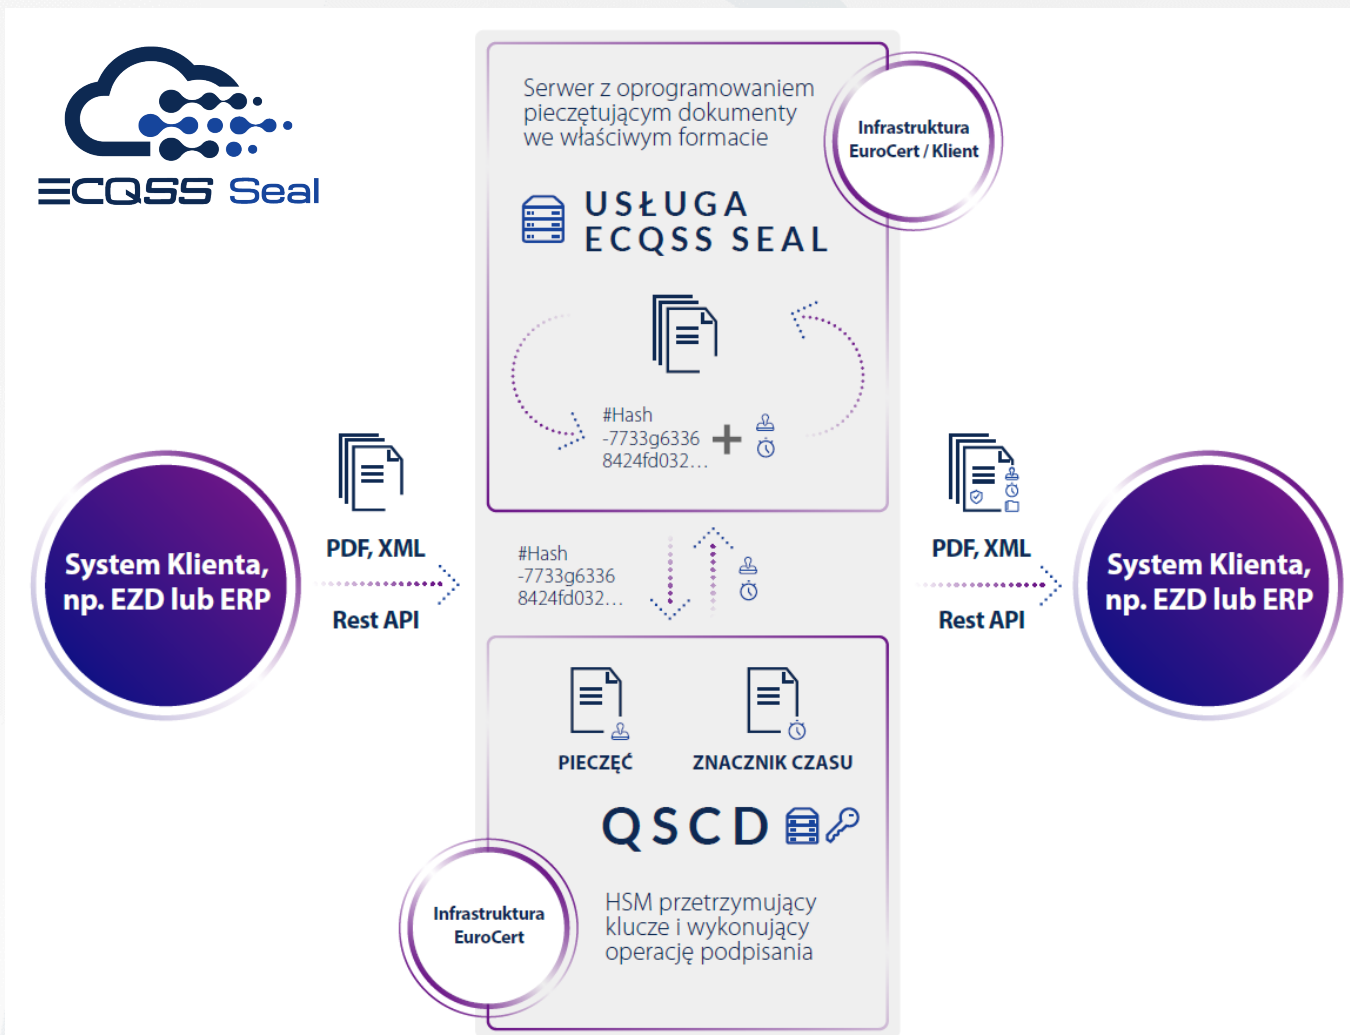 ECQSS Seal
Serwer z oprogramowaniem
pieczętującym dokumenty
we właściwym formacie
Infrastruktura
EuroCert / Klient
USŁUGA
ECQSS SEAL
#Hash
-7733g6336
8424fd032...
System Klienta,
np. EZD lub ERP
PDF, XML
Rest API
#Hash
-7733g6336
8424fd032...
PDF, XML
Rest API
System Klienta,
np. EZD lub ERP
PIECZĘĆ
ZNACZNIK CZASU
QSCD
Infrastruktura
EuroCert
HSM przetrzymujący
klucze i wykonujący
operację podpisania